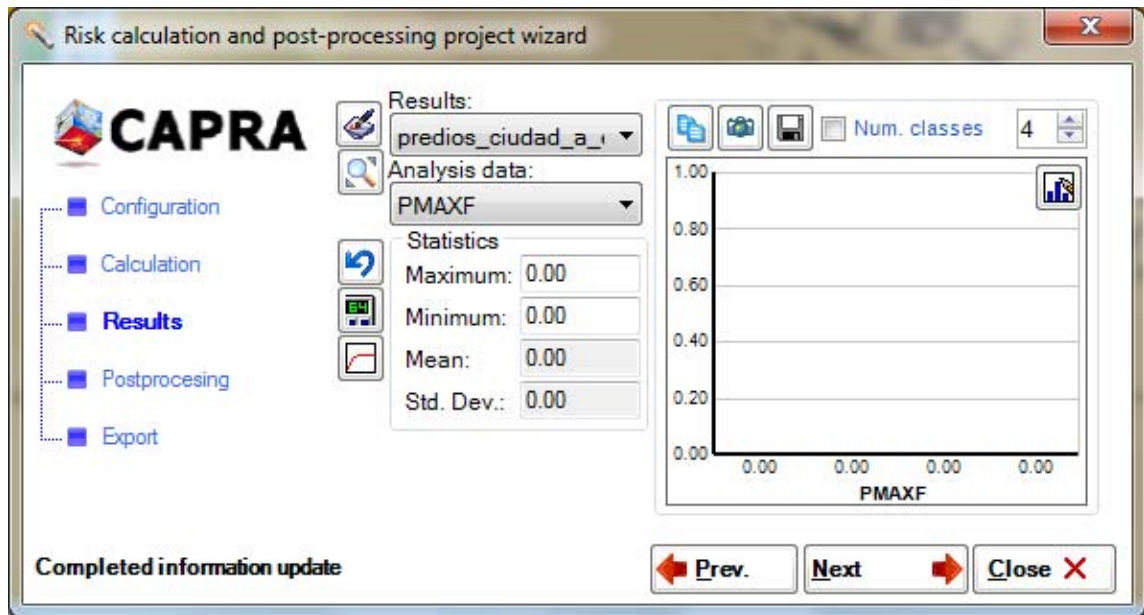 Risk calculation and post-processing project wizard
CAPRA
Configuration
Calculation
Results
Postprocesing
Export
Results:
predios_ciudad_a_
Analysis data:
PMAXF
Statistics
Maximum: 0.00
Minimum: 0.00
Mean: 0.00
Std. Dev.: 0.00
Num. classes 4
1.00
0.80
0.60
0.40
0.20
0.00
0.00 0.00 0.00 0.00
PMAXF
Completed information update
Prev. Next Close